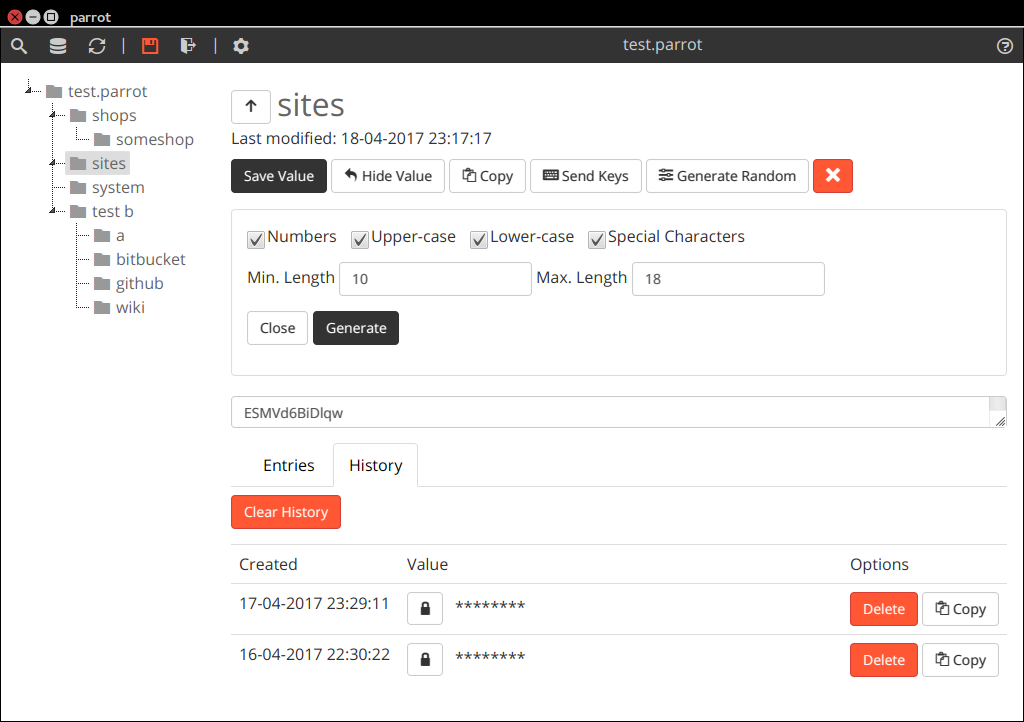 parrot
test.parrot
test.parrot
shops
someshop
sites
system
test b
a
bitbucket
github
wiki
sites
Last modified: 18-04-2017 23:17:17
Save Value Hide Value Copy Send Keys Generate Random
Numbers Upper-case Lower-case Special Characters
Min. Length 10 Max. Length 18
Close Generate
ESMVd6BiDlqw
Entries History
Clear History
Created Value Options
17-04-2017 23:29:11 ******** Delete Copy
16-04-2017 22:30:22 ******** Delete Copy